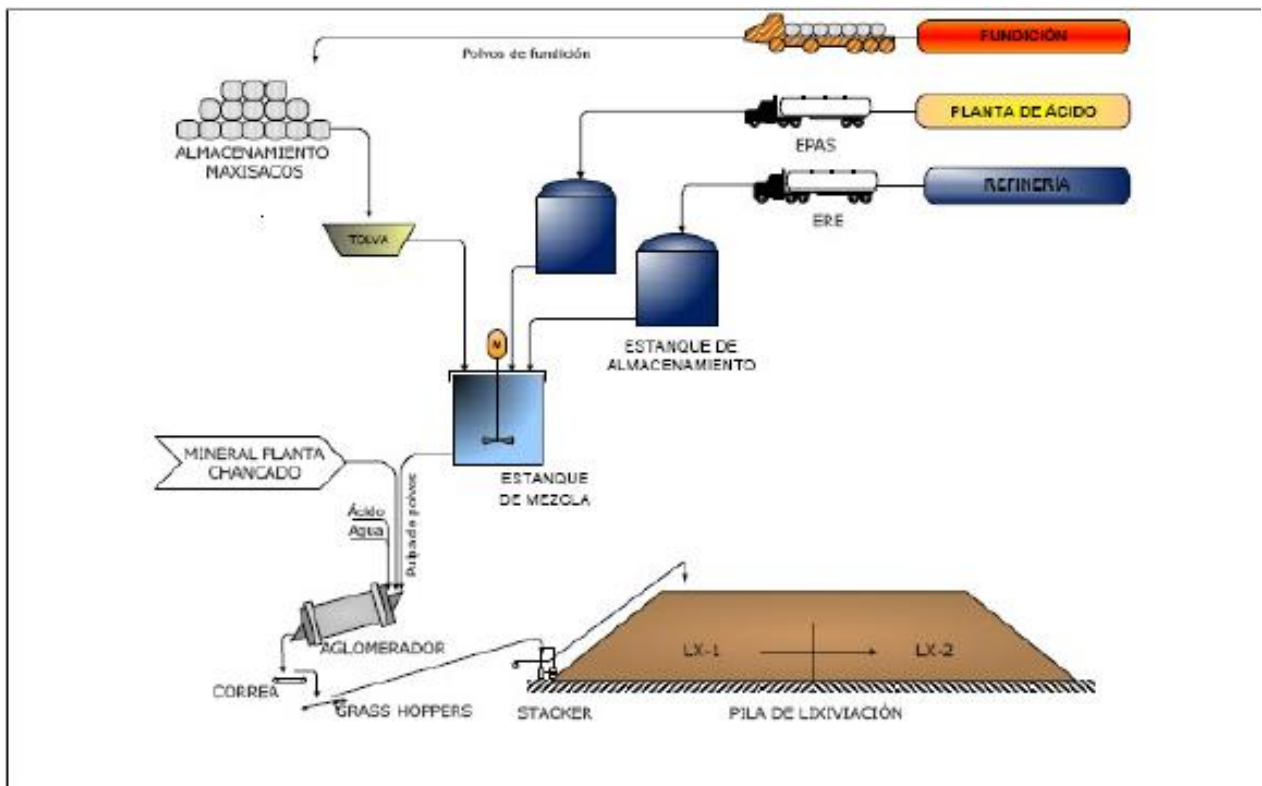 FUNDICIÓN
Polvos de fundición
PLANTA DE ÁCIDO
EPAS
ALMACENAMIENTO
MAXISACOS
REFINERÍA
ERE
TOLVA
M
ESTANQUE DE
ALMACENAMIENTO
MINERAL PLANTA
CHANCADO
ESTANQUE
DE MEZCLA
Ácido
Agua
Pulpa de polvos
AGLOMERADOR
LX-1
LX-2
CORREA
GRASS HOPPERS
STACKER
PILA DE LIXIVIACIÓN